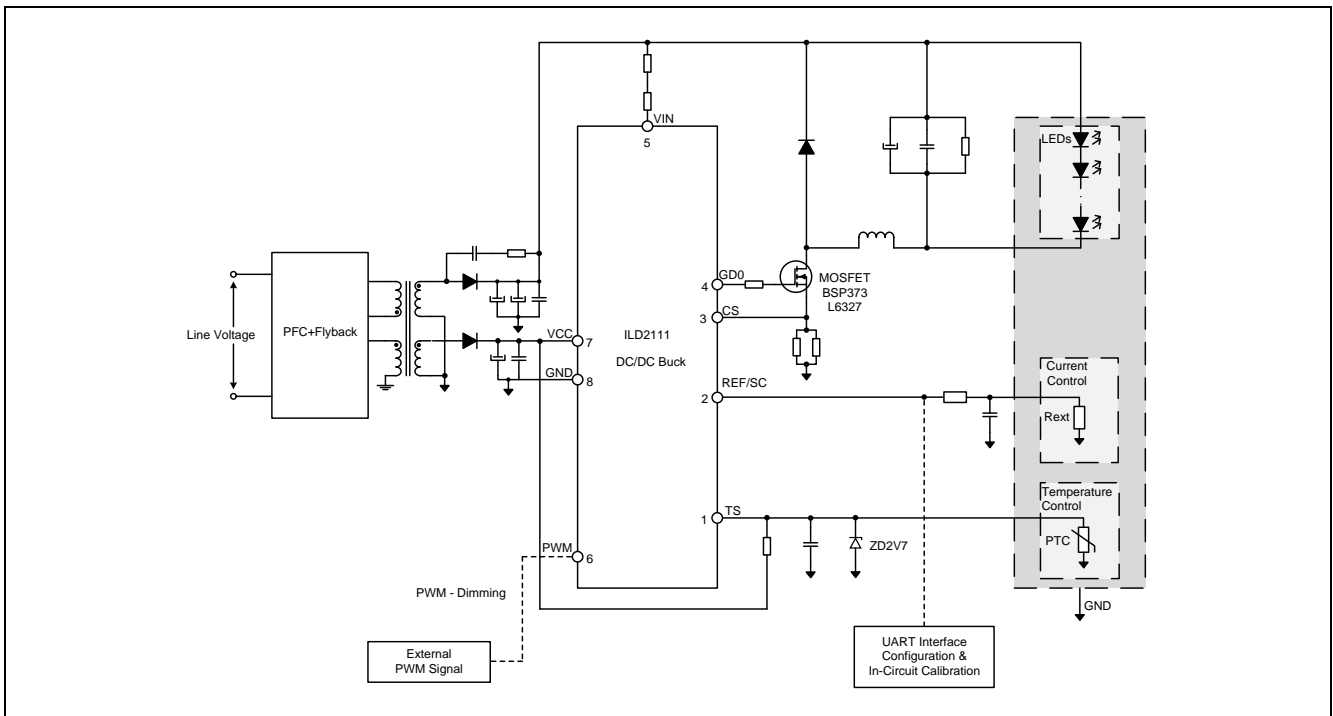 VIN
5
LEDs
GD0
4
MOSFET
BSP373
L6327
CS
3
Line Voltage
PFC+Flyback
VCC
7
ILD2111
DC/DC Buck
GND
8
REF/SC
2
Current
Control
Rext
Temperature
Control
TS
1
PTC
ZD2V7
PWM
6
PWM - Dimming
GND
External
PWM Signal
UART Interface
Configuration &
In-Circuit Calibration